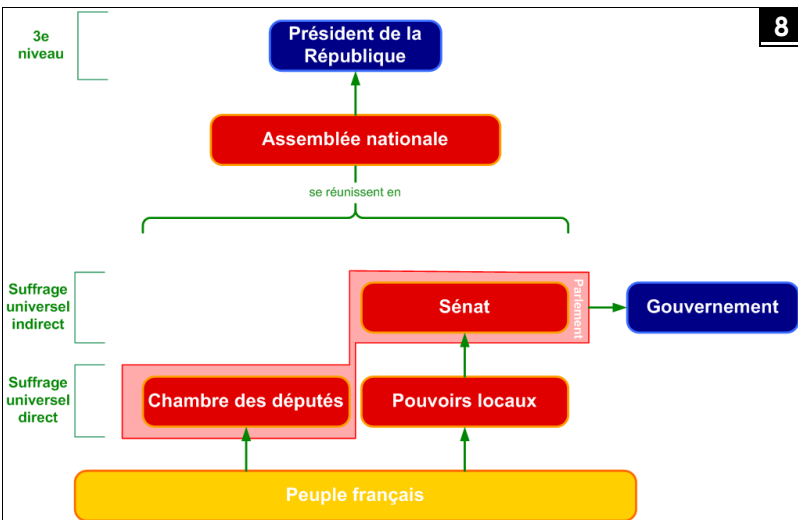 8
3e
niveau
Président de la
République
Assemblée nationale
se réunissent en
Suffrage
universel
indirect
Sénat
Parlement
Gouvernement
Suffrage
universel
direct
Chambre des députés
Pouvoirs locaux
Peuple français